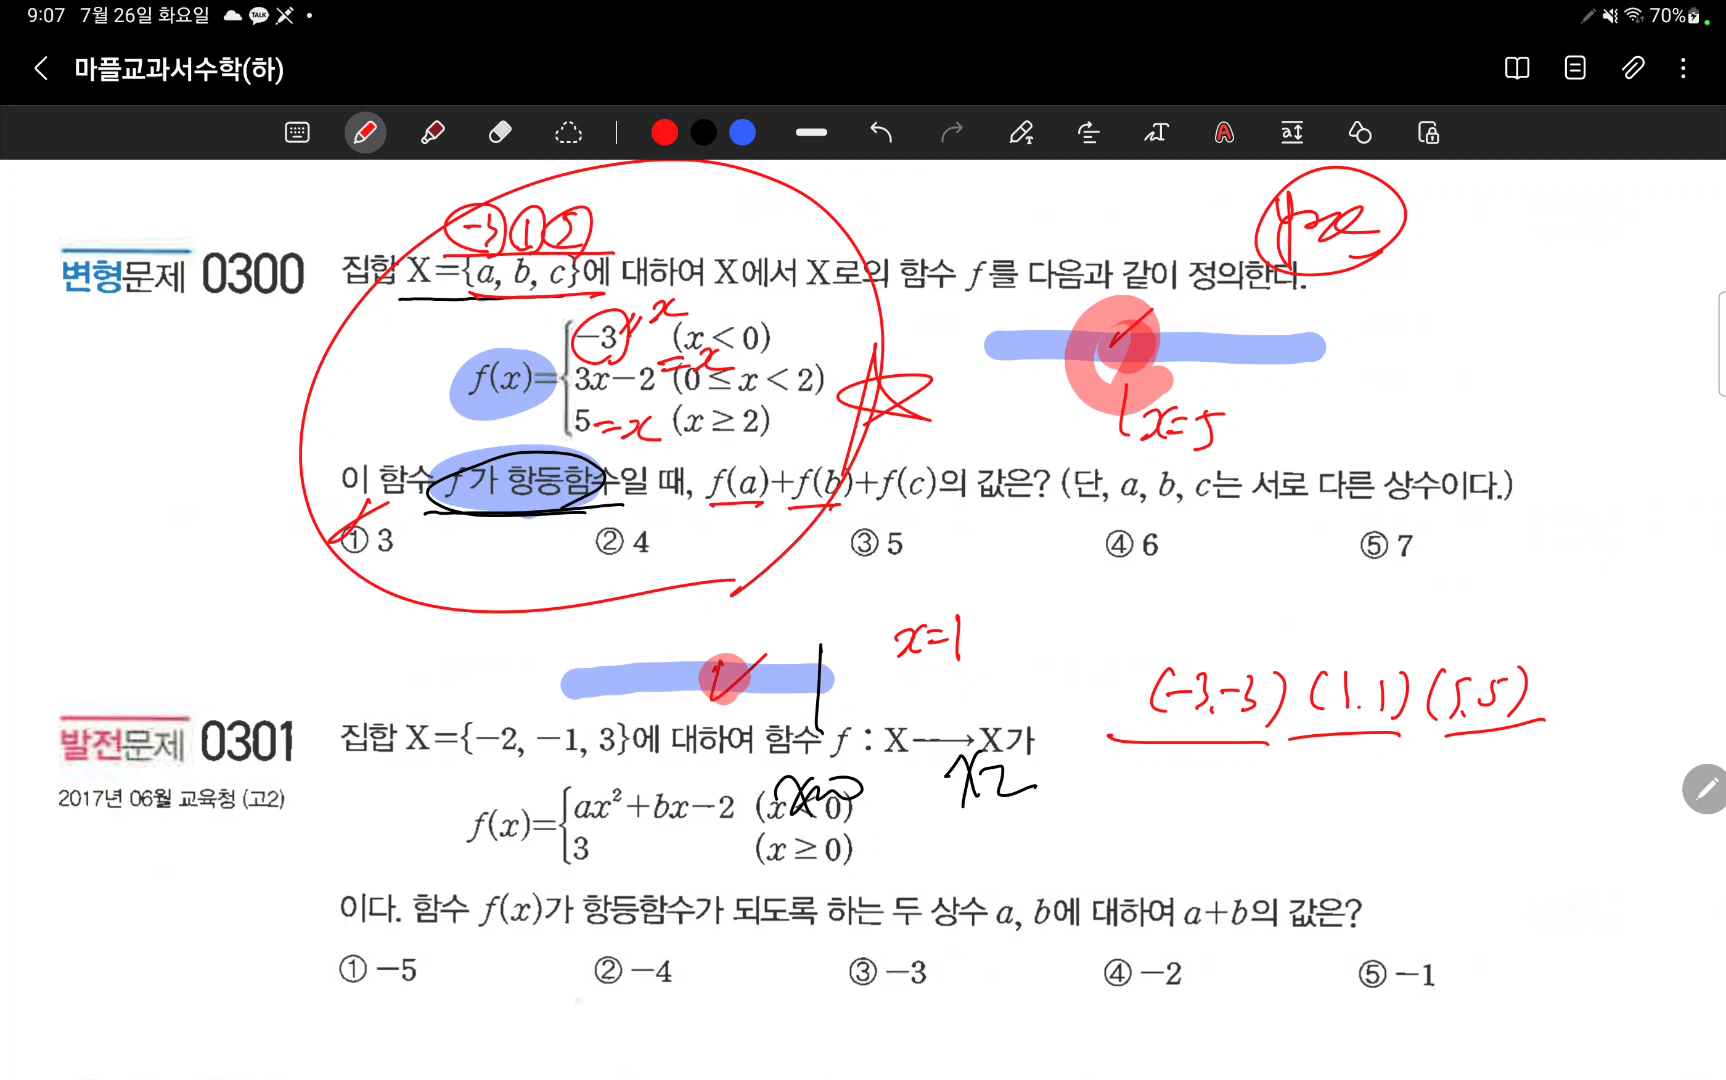 9:07 7월 26일 화요일 TALK 70%
마플교과서수학(하)
-3 1 5
변형문제 0300 집합 X={a, b, c}에 대하여 X에서 X로의 함수 f를 다음과 같이 정의한다.
f(x)={
-3 =x (x<0)
3x-2 =x (0≤x<2)
5 =x (x≥2)
x=5
이 함수 f가 항등함수일 때, f(a)+f(b)+f(c)의 값은? (단, a, b, c는 서로 다른 상수이다.)
① 3 ② 4 ③ 5 ④ 6 ⑤ 7
x=1
(-3,-3) (1.1) (5.5)
발전문제 0301 집합 X={-2, -1, 3}에 대하여 함수 f : X⟶X가
2017년 06월 교육청 (고2)
f(x)={
ax²+bx-2 (x<0)
3 (x≥0)
이다. 함수 f(x)가 항등함수가 되도록 하는 두 상수 a, b에 대하여 a+b의 값은?
① -5 ② -4 ③ -3 ④ -2 ⑤ -1